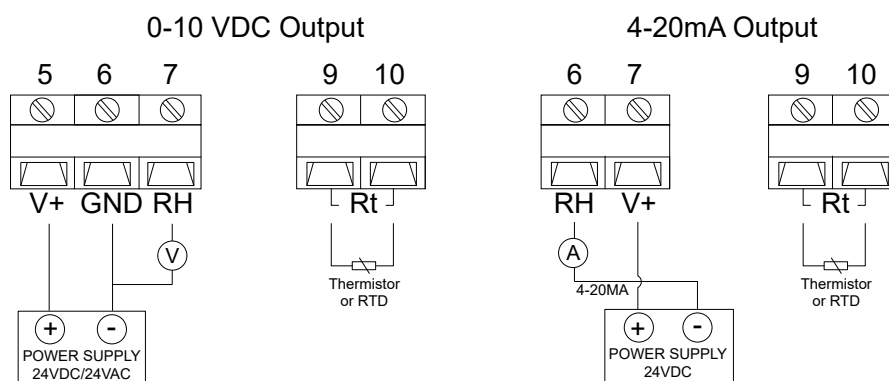 0-10 VDC Output
5 6 7
9 10
V+ GND RH
Rt
V
Thermistor
or RTD
+ -
POWER SUPPLY
24VDC/24VAC
4-20mA Output
6 7
9 10
RH V+
Rt
A
4-20MA
Thermistor
or RTD
+ -
POWER SUPPLY
24VDC